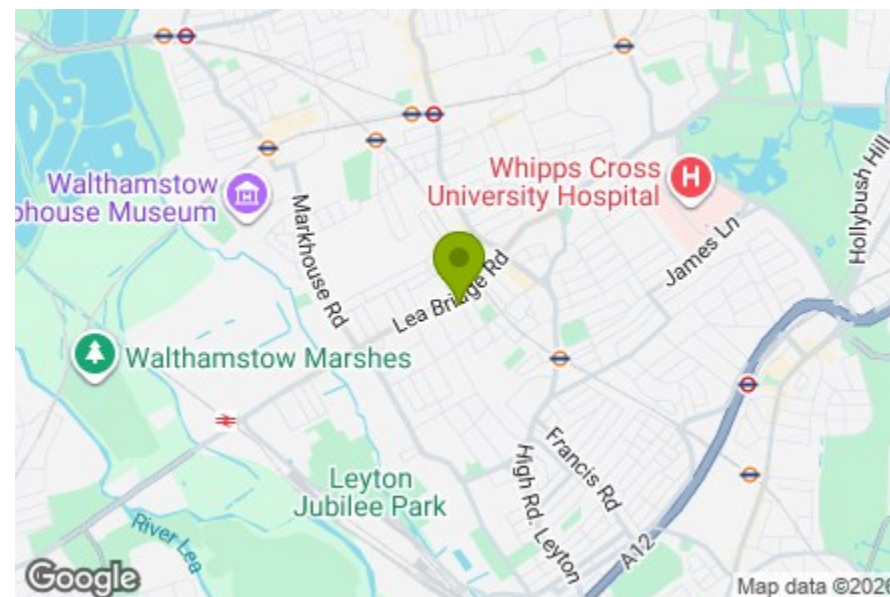 Whipps Cross
University Hospital
H
Hollybush Hill
Walthamstow
phouse Museum
Markhouse Rd
James Ln
Lea Bridge Rd
Walthamstow Marshes
Francis Rd
High Rd. Leyton
Leyton
Jubilee Park
River Lea
A12
Google
Map data ©2026